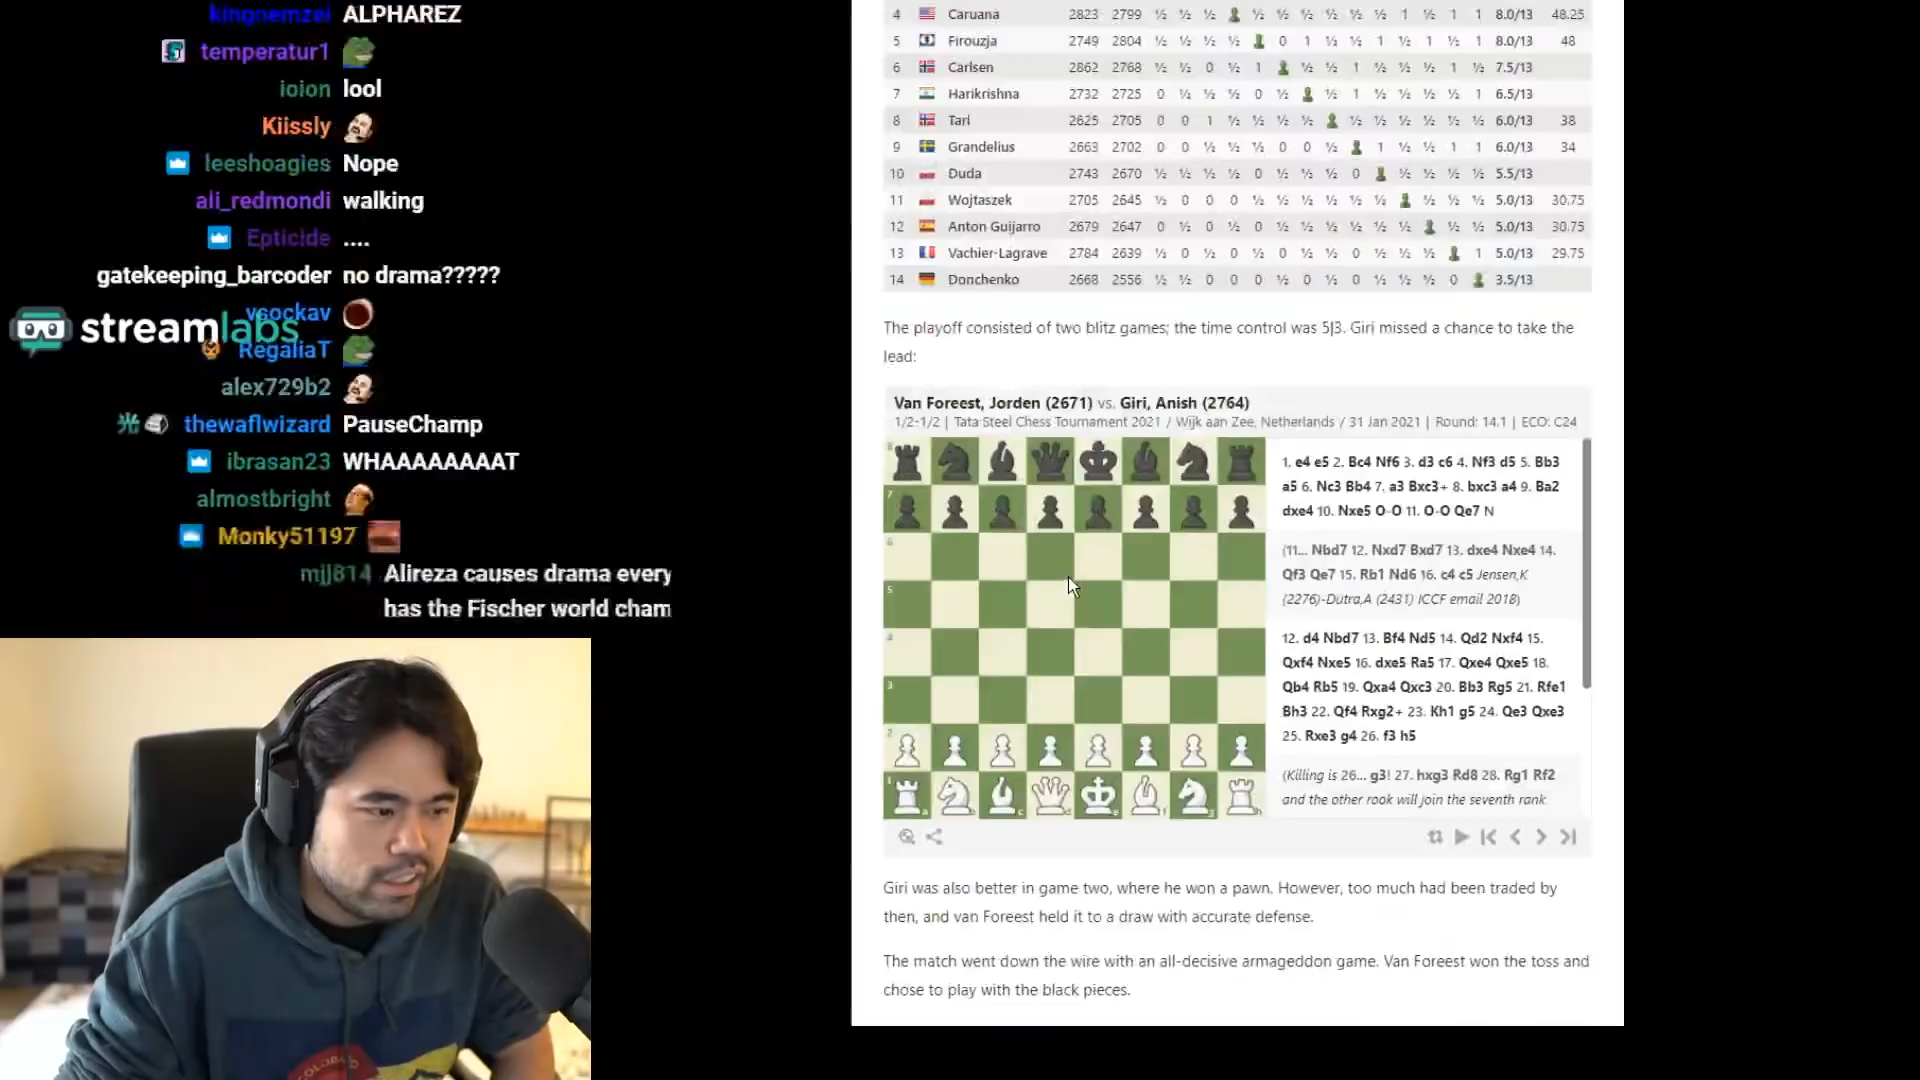 kingnemzei ALPHAREZ
temperatur1
ioion lool
Kiissly
leeshoagies Nope
ali_redmondi walking
Epticide ....
gatekeeping_barcoder no drama?????
vsockav
streamlabs
RegaliaT
alex729b2
光 thewaflwizard PauseChamp
ibrasan23 WHAAAAAAAAT
almostbright
Monky51197
mjj814 Alireza causes drama every
has the Fischer world cham
4 Caruana 2823 2799 ½ ½ ½ ½ ½ ½ ½ ½ 1 ½ 1 1 8.0/13 48.25
5 Firouzja 2749 2804 ½ ½ ½ ½ 0 1 ½ ½ 1 ½ 1 ½ 1 8.0/13 48
6 Carlsen 2862 2768 ½ ½ 0 ½ 1 ½ ½ 1 ½ ½ ½ 1 ½ 7.5/13
7 Harikrishna 2732 2725 0 ½ ½ ½ 0 ½ ½ 1 ½ ½ ½ ½ 1 6.5/13
8 Tari 2625 2705 0 0 1 ½ ½ ½ ½ ½ ½ ½ ½ ½ ½ 6.0/13 38
9 Grandelius 2663 2702 0 0 ½ ½ ½ 0 0 ½ 1 ½ ½ 1 1 6.0/13 34
10 Duda 2743 2670 ½ ½ ½ ½ 0 ½ ½ ½ 0 ½ ½ ½ ½ 5.5/13
11 Wojtaszek 2705 2645 ½ 0 0 0 ½ ½ ½ ½ ½ ½ ½ ½ ½ 5.0/13 30.75
12 Anton Guijarro 2679 2647 0 ½ 0 ½ 0 ½ ½ ½ ½ ½ ½ ½ ½ 5.0/13 30.75
13 Vachier-Lagrave 2784 2639 ½ 0 ½ 0 ½ 0 ½ ½ 0 ½ ½ ½ 1 5.0/13 29.75
14 Donchenko 2668 2556 ½ ½ 0 0 0 ½ 0 ½ 0 ½ ½ ½ 0 3.5/13
The playoff consisted of two blitz games; the time control was 5|3. Giri missed a chance to take the
lead:
Van Foreest, Jorden (2671) vs. Giri, Anish (2764)
1/2-1/2 | Tata Steel Chess Tournament 2021 / Wijk aan Zee, Netherlands / 31 Jan 2021 | Round: 14.1 | ECO: C24
8
7
6
5
4
3
2
1 a b c d e f g h
1. e4 e5 2. Bc4 Nf6 3. d3 c6 4. Nf3 d5 5. Bb3
a5 6. Nc3 Bb4 7. a3 Bxc3+ 8. bxc3 a4 9. Ba2
dxe4 10. Nxe5 O-O 11. O-O Qe7 N
(11... Nbd7 12. Nxd7 Bxd7 13. dxe4 Nxe4 14.
Qf3 Qe7 15. Rb1 Nd6 16. c4 c5 Jensen,K
(2276)-Dutra,A (2431) ICCF email 2018)
12. d4 Nbd7 13. Bf4 Nd5 14. Qd2 Nxf4 15.
Qxf4 Nxe5 16. dxe5 Ra5 17. Qxe4 Qxe5 18.
Qb4 Rb5 19. Qxa4 Qxc3 20. Bb3 Rg5 21. Rfe1
Bh3 22. Qf4 Rxg2+ 23. Kh1 g5 24. Qe3 Qxe3
25. Rxe3 g4 26. f3 h5
(Killing is 26... g3! 27. hxg3 Rd8 28. Rg1 Rf2
and the other rook will join the seventh rank.
Giri was also better in game two, where he won a pawn. However, too much had been traded by
then, and van Foreest held it to a draw with accurate defense.
The match went down the wire with an all-decisive armageddon game. Van Foreest won the toss and
chose to play with the black pieces.
COLORADO